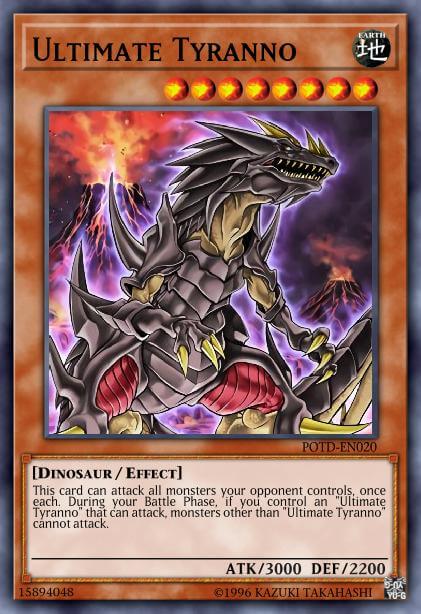 ULTIMATE TYRANNO
EARTH
地
POTD-EN020
[DINOSAUR / EFFECT]
This card can attack all monsters your opponent controls, once
each. During your Battle Phase, if you control an "Ultimate
Tyranno" that can attack, monsters other than "Ultimate Tyranno"
cannot attack.
ATK/3000 DEF/2200
15894048
©1996 KAZUKI TAKAHASHI